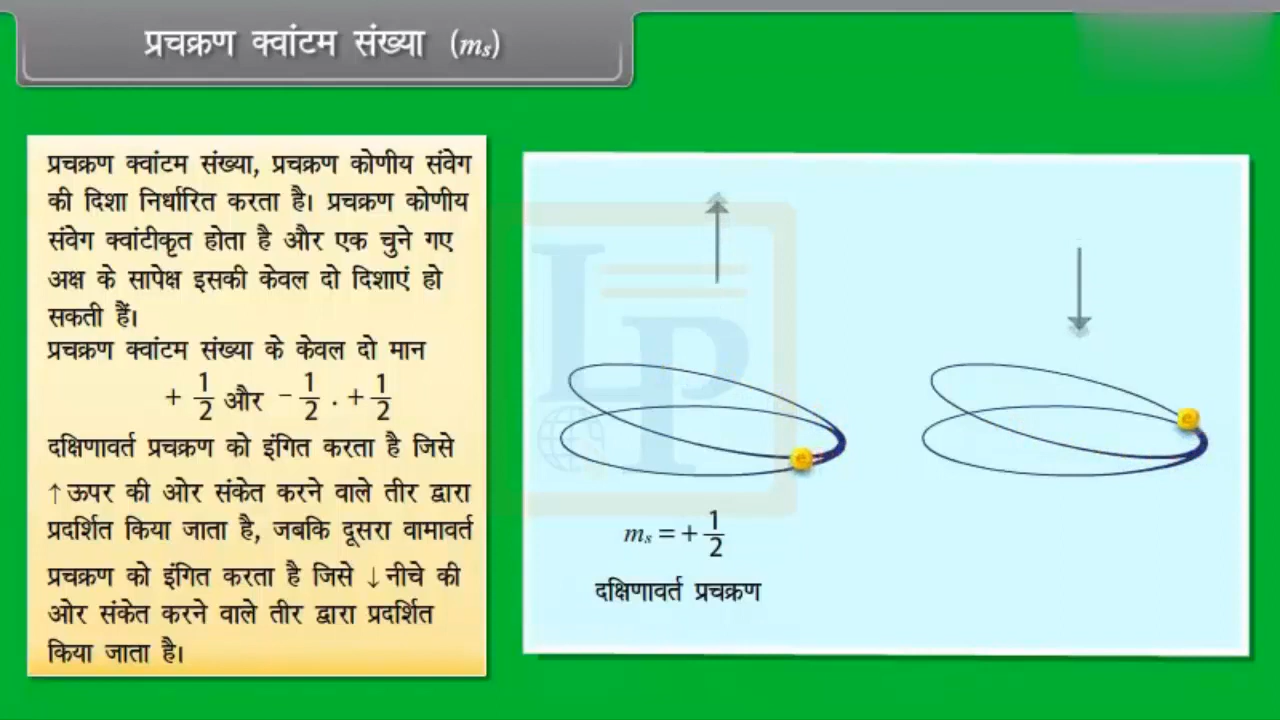 प्रचक्रण क्वांटम संख्या (mₛ)
प्रचक्रण क्वांटम संख्या, प्रचक्रण कोणीय संवेग
की दिशा निर्धारित करता है। प्रचक्रण कोणीय
संवेग क्वांटीकृत होता है और एक चुने गए
अक्ष के सापेक्ष इसकी केवल दो दिशाएं हो
सकती हैं।
प्रचक्रण क्वांटम संख्या के केवल दो मान
+ 1/2 और - 1/2 . + 1/2
दक्षिणावर्त प्रचक्रण को इंगित करता है जिसे
↑ ऊपर की ओर संकेत करने वाले तीर द्वारा
प्रदर्शित किया जाता है, जबकि दूसरा वामावर्त
प्रचक्रण को इंगित करता है जिसे ↓ नीचे की
ओर संकेत करने वाले तीर द्वारा प्रदर्शित
किया जाता है।
LP
e
e
mₛ = + 1/2
दक्षिणावर्त प्रचक्रण